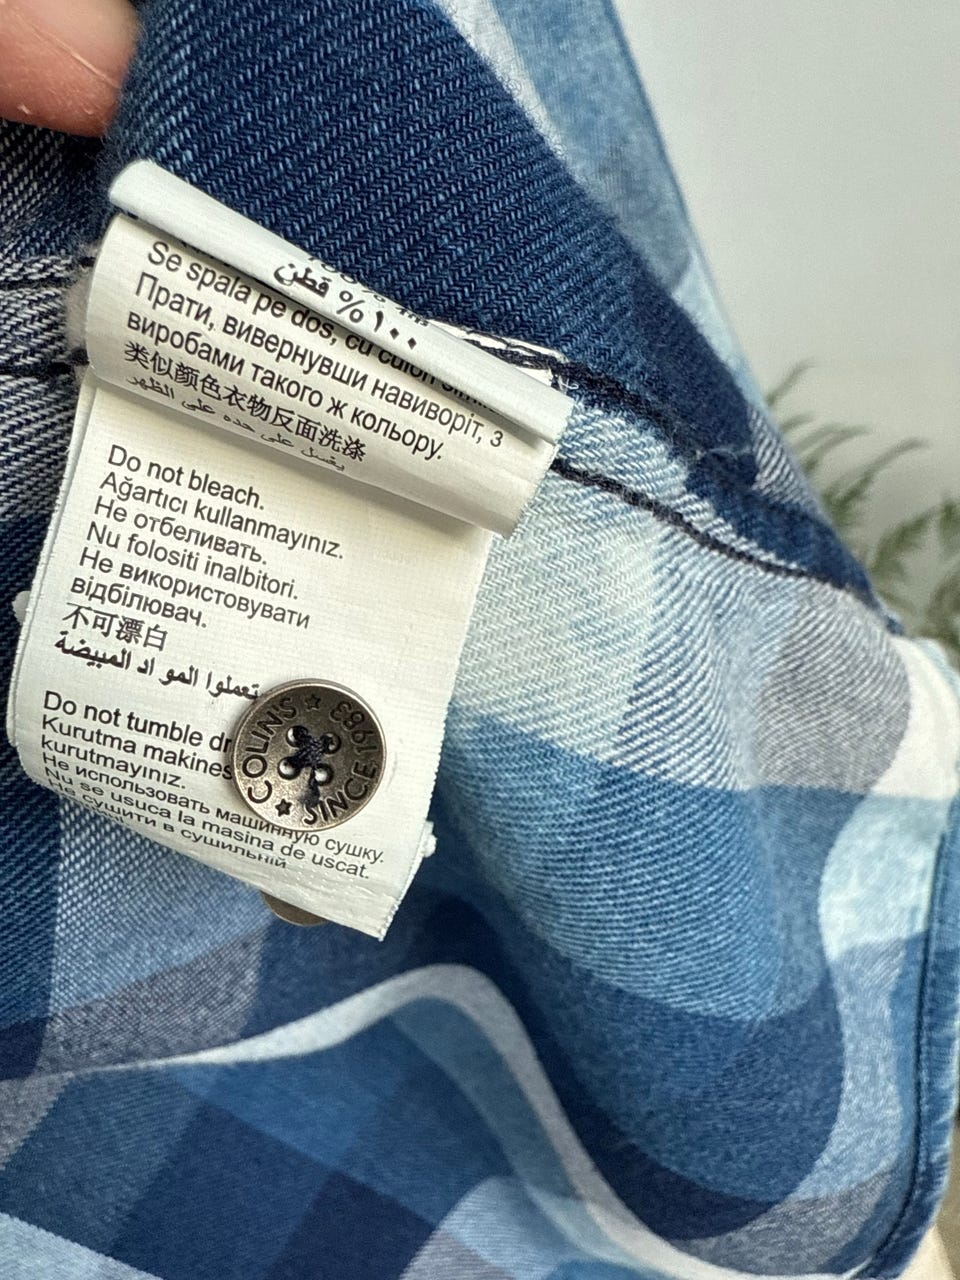 ١٠٠ % قطن
Se spala pe dos, cu culori
Прати, вивернувши навиворіт, з
виробами такого ж кольору.
类似颜色衣物反面洗涤
يغسل على حده على الظهر
Do not bleach.
Ağartıcı kullanmayınız.
Не отбеливать.
Nu folositi inalbitori.
Не використовувати
відбілювач.
不可漂白
تعملوا المواد المبيضة
Do not tumble dr
Kurutma makines
kurutmayınız.
Не использовать машинную сушку.
Nu se usuca la masina de uscat.
Не сушити в сушильній
COLIN'S ★ SINCE 1983 ★